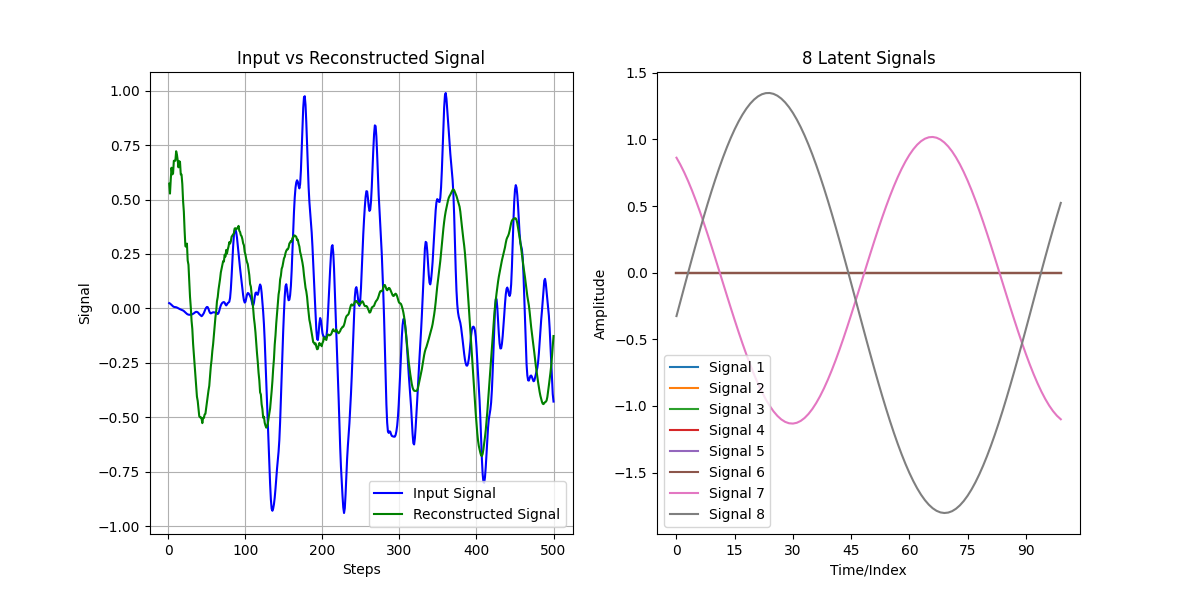 Input vs Reconstructed Signal
1.00
0.75
0.50
0.25
0.00
−0.25
−0.50
−0.75
−1.00
Signal
0
100
200
300
400
500
Steps
Input Signal
Reconstructed Signal
8 Latent Signals
1.5
1.0
0.5
0.0
−0.5
−1.0
−1.5
Amplitude
0
15
30
45
60
75
90
Time/Index
Signal 1
Signal 2
Signal 3
Signal 4
Signal 5
Signal 6
Signal 7
Signal 8